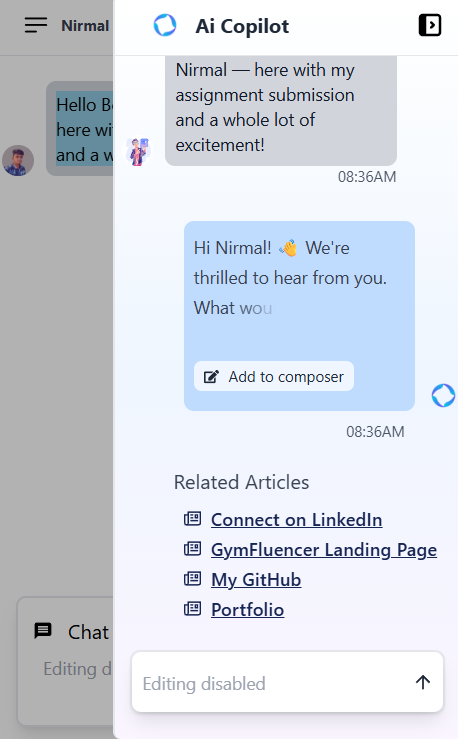 Nirmal
Ai Copilot
Hello B
here wi
and a w
Nirmal — here with my
assignment submission
and a whole lot of
excitement!
08:36AM
Hi Nirmal! 👋 We're
thrilled to hear from you.
What wou
Add to composer
08:36AM
Related Articles
Connect on LinkedIn
GymFluencer Landing Page
My GitHub
Portfolio
Chat
Editing d
Editing disabled